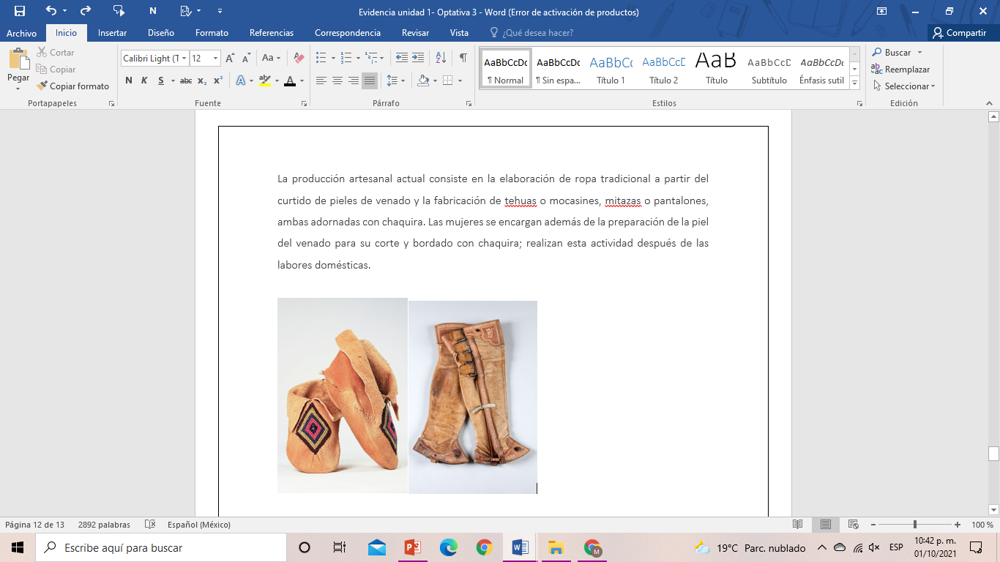 Evidencia unidad 1- Optativa 3 - Word (Error de activación de productos)
Archivo Inicio Insertar Diseño Formato Referencias Correspondencia Revisar Vista ¿Qué desea hacer? Compartir
Pegar
Cortar
Copiar
Copiar formato
Portapapeles
Calibri Light (T 12
N K S abc x₂ x²
Fuente
Párrafo
AaBbCcDc AaBbCcDc AaBbCc AaBbCcD AaB AaBbCcD AaBbCcDc
¶ Normal ¶ Sin espa... Título 1 Título 2 Título Subtítulo Énfasis sutil
Estilos
Buscar
Reemplazar
Seleccionar
Edición
La producción artesanal actual consiste en la elaboración de ropa tradicional a partir del
curtido de pieles de venado y la fabricación de tehuas o mocasines, mitazas o pantalones,
ambas adornadas con chaquira. Las mujeres se encargan además de la preparación de la piel
del venado para su corte y bordado con chaquira; realizan esta actividad después de las
labores domésticas.
Página 12 de 13 2892 palabras Español (México) 100 %
Escribe aquí para buscar
19°C Parc. nublado ESP
10:42 p. m.
01/10/2021